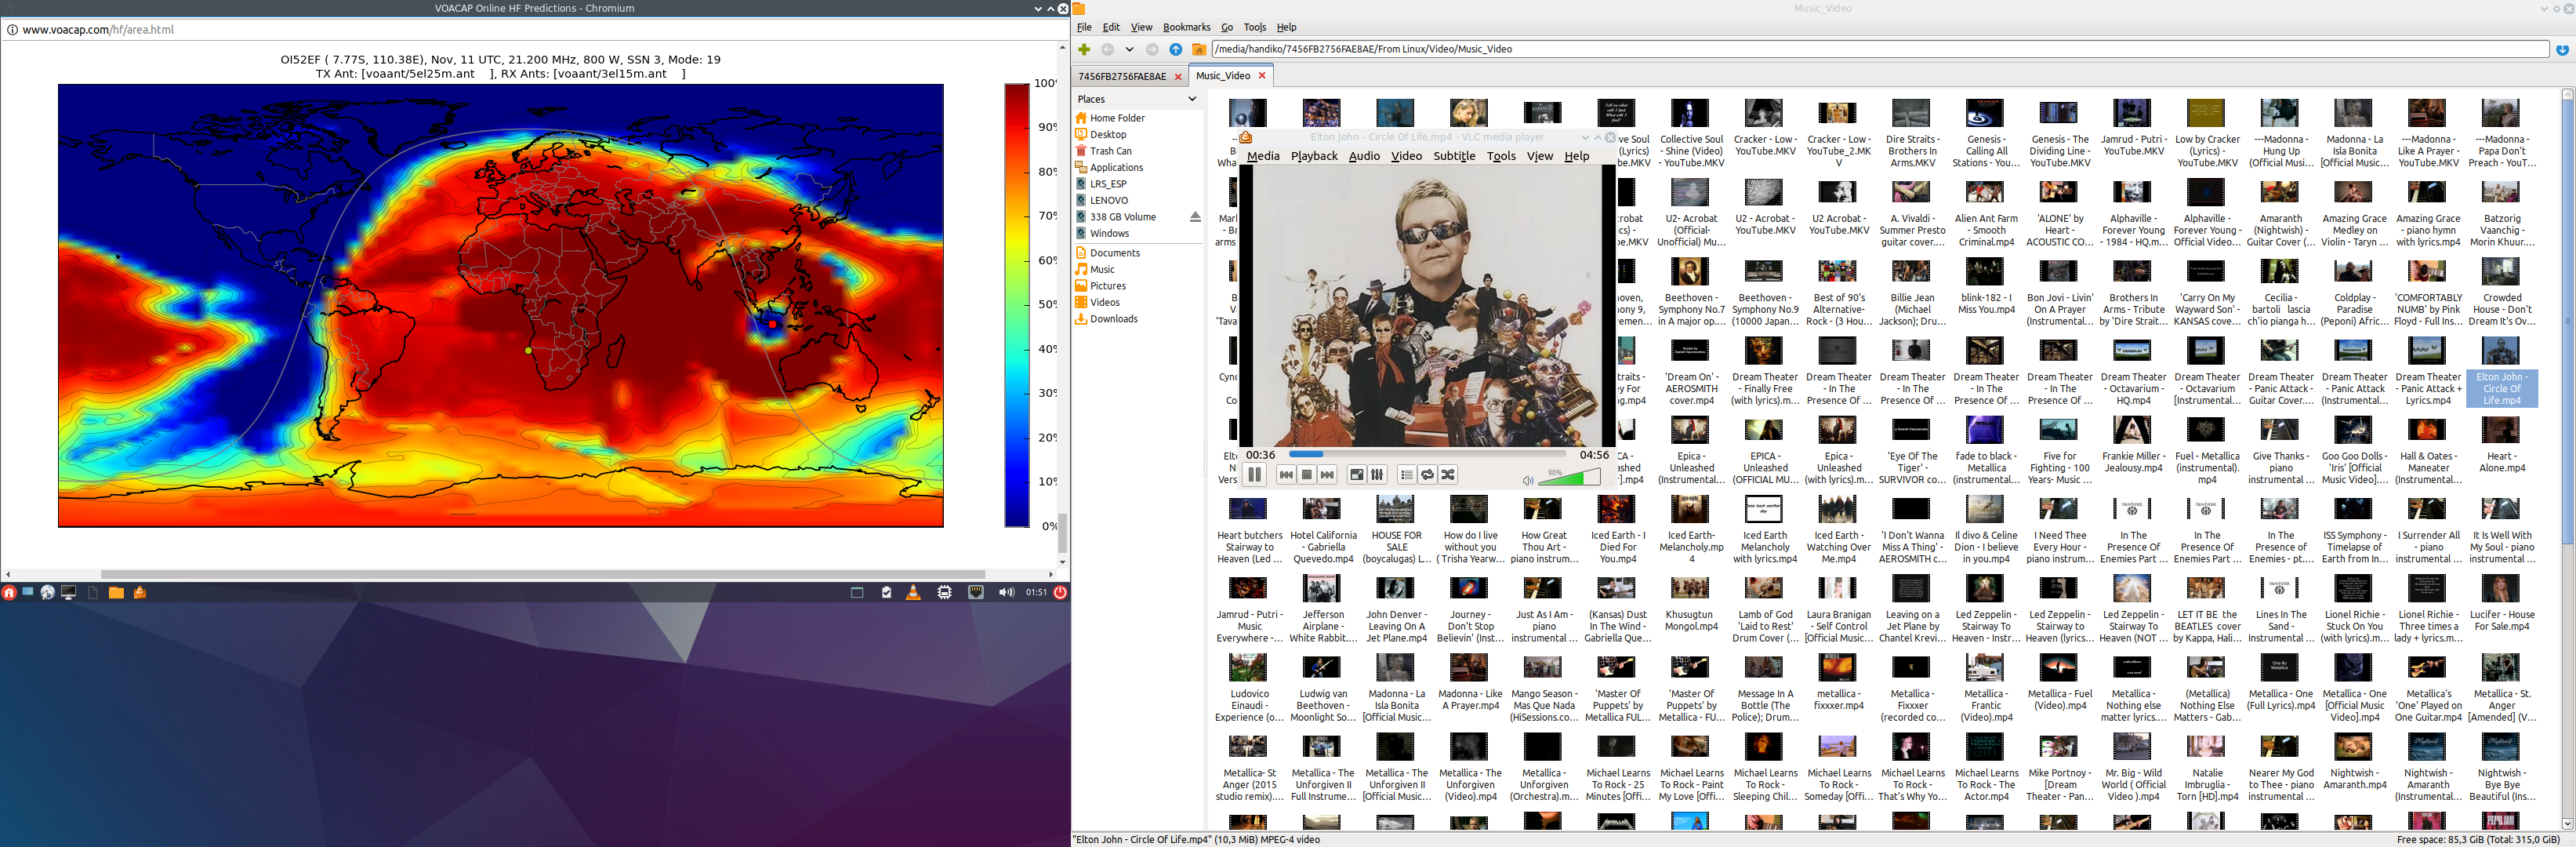 VOACAP Online HF Predictions - Chromium
www.voacap.com/hf/area.html
OI52EF ( 7.77S, 110.38E), Nov, 11 UTC, 21.200 MHz, 800 W, SSN 3, Mode: 19
TX Ant: [voaant/5el25m.ant ], RX Ants: [voaant/3el15m.ant ]
100%
90%
80%
70%
60%
50%
40%
30%
20%
10%
0%
01:51
Music_Video
File Edit View Bookmarks Go Tools Help
/media/handiko/7456FB2756FAE8AE/From Linux/Video/Music_Video
7456FB2756FAE8AE
Music_Video
Places
Home Folder
Desktop
Trash Can
Applications
LRS_ESP
LENOVO
338 GB Volume
Windows
Documents
Music
Pictures
Videos
Downloads
Elton John - Circle Of Life.mp4 - VLC media player
Media Playback Audio Video Subtitle Tools View Help
00:36
04:56
90%
Collective Soul
- Shine (Video)
- YouTube.MKV
Cracker - Low -
YouTube.MKV
Cracker - Low -
YouTube_2.MK
V
Dire Straits -
Brothers In
Arms.MKV
Genesis -
Calling All
Stations - You...
Genesis - The
Dividing Line -
YouTube.MKV
Jamrud - Putri -
YouTube.MKV
Low by Cracker
(Lyrics) -
YouTube.MKV
---Madonna -
Hung Up
(Official Musi...
Madonna - La
Isla Bonita
[Official Music...
---Madonna -
Like A Prayer -
YouTube.MKV
---Madonna -
Papa Don't
Preach - YouT...
U2- Acrobat
(Official-
Unofficial) Mu...
U2 - Acrobat -
YouTube.MKV
U2 Acrobat -
YouTube.MKV
A. Vivaldi -
Summer Presto
guitar cover....
Alien Ant Farm
- Smooth
Criminal.mp4
'ALONE' by
Heart -
ACOUSTIC CO...
Alphaville -
Forever Young
- 1984 - HQ.m...
Alphaville -
Forever Young -
Official Video...
Amaranth
(Nightwish) -
Guitar Cover (...
Amazing Grace
Medley on
Violin - Taryn ...
Amazing Grace
- piano hymn
with lyrics.mp4
Batzorig
Vaanchig -
Morin Khuur....
Beethoven -
Symphony No.7
in A major op....
Beethoven -
Symphony No.9
(10000 Japan...
Best of 90's
Alternative-
Rock - (3 Hou...
Billie Jean
(Michael
Jackson); Dru...
blink-182 - I
Miss You.mp4
Bon Jovi - Livin'
On A Prayer
(Instrumental...
Brothers In
Arms - Tribute
by 'Dire Strait...
'Carry On My
Wayward Son' -
KANSAS cove...
Cecilia -
bartoli lascia
ch'io pianga h...
Coldplay -
Paradise
(Peponi) Afric...
'COMFORTABLY
NUMB' by Pink
Floyd - Full Ins...
Crowded
House - Don't
Dream It's Ov...
'Dream On' -
AEROSMITH
cover.mp4
Dream Theater
- Finally Free
(with lyrics).m...
Dream Theater
- In The
Presence Of ...
Dream Theater
- In The
Presence Of ...
Dream Theater
- In The
Presence Of ...
Dream Theater
- Octavarium -
HQ.mp4
Dream Theater
- Octavarium
[Instrumental...
Dream Theater
- Panic Attack -
Guitar Cover....
Dream Theater
- Panic Attack
(Instrumental...
Dream Theater
- Panic Attack +
Lyrics.mp4
Elton John -
Circle Of
Life.mp4
Epica -
Unleashed
(Instrumental...
EPICA -
Unleashed
(OFFICIAL MU...
Epica -
Unleashed
(with lyrics).m...
'Eye Of The
Tiger' -
SURVIVOR co...
fade to black -
Metallica
(instrumental...
Five for
Fighting - 100
Years- Music ...
Frankie Miller -
Jealousy.mp4
Fuel - Metallica
(instrumental).
mp4
Give Thanks -
piano
instrumental ...
Goo Goo Dolls -
'Iris' [Official
Music Video]....
Hall & Oates -
Maneater
(Instrumental...
Heart -
Alone.mp4
Heart butchers
Stairway to
Heaven (Led ...
Hotel California
- Gabriella
Quevedo.mp4
HOUSE FOR
SALE
(boycalugas) L...
How do I live
without you
( Trisha Yearw...
How Great
Thou Art -
piano instrum...
Iced Earth - I
Died For
You.mp4
Iced Earth-
Melancholy.mp
4
Iced Earth
Melancholy
with lyrics.mp4
Iced Earth -
Watching Over
Me.mp4
'I Don't Wanna
Miss A Thing' -
AEROSMITH c...
Il divo & Celine
Dion - I believe
in you.mp4
I Need Thee
Every Hour -
piano instrum...
In The
Presence Of
Enemies Part ...
In The
Presence Of
Enemies Part ...
In The
Presence of
Enemies - pt....
ISS Symphony -
Timelapse of
Earth from In...
I Surrender All
- piano
instrumental ...
It Is Well With
My Soul - piano
instrumental ...
Jamrud - Putri -
Music
Everywhere -...
Jefferson
Airplane -
White Rabbit....
John Denver -
Leaving On A
Jet Plane.mp4
Journey -
Don't Stop
Believin' (Inst...
Just As I Am -
piano
instrumental ...
(Kansas) Dust
In The Wind -
Gabriella Que...
Khusugtun
Mongol.mp4
Lamb of God
'Laid to Rest'
Drum Cover (...
Laura Branigan
- Self Control
[Official Music...
Leaving on a
Jet Plane by
Chantel Krevi...
Led Zeppelin -
Stairway To
Heaven - Instr...
Led Zeppelin -
Stairway to
Heaven (lyrics...
Led Zeppelin -
Stairway To
Heaven (NOT ...
LET IT BE the
BEATLES cover
by Kappa, Hali...
Lines In The
Sand -
Instrumental ...
Lionel Richie -
Stuck On You
(with lyrics).m...
Lionel Richie -
Three times a
lady + lyrics.m...
Lucifer - House
For Sale.mp4
Ludovico
Einaudi -
Experience (o...
Ludwig van
Beethoven -
Moonlight So...
Madonna - La
Isla Bonita
[Official Music...
Madonna - Like
A Prayer.mp4
Mango Season -
Mas Que Nada
(HiSessions.co...
'Master Of
Puppets' by
Metallica FUL...
'Master Of
Puppets' by
Metallica - FU...
Message In A
Bottle (The
Police); Drum...
metallica -
fixxxer.mp4
Metallica -
Fixxxer
(recorded co...
Metallica -
Frantic
(Video).mp4
Metallica - Fuel
(Video).mp4
Metallica -
Nothing else
matter lyrics....
(Metallica)
Nothing Else
Matters - Gab...
Metallica - One
(Full Lyrics).mp4
Metallica - One
[Official Music
Video].mp4
Metallica's
'One' Played on
One Guitar.mp4
Metallica - St.
Anger
[Amended] (V...
Metallica- St
Anger (2015
studio remix)....
Metallica - The
Unforgiven II
Full Instrume...
Metallica - The
Unforgiven II
[Official Music...
Metallica - The
Unforgiven
(Video).mp4
Metallica -
Unforgiven
(Orchestra).m...
Michael Learns
To Rock - 25
Minutes [Offi...
Michael Learns
To Rock - Paint
My Love [Offi...
Michael Learns
To Rock -
Sleeping Chil...
Michael Learns
To Rock -
Someday [Offi...
Michael Learns
To Rock -
That's Why Yo...
Michael Learns
To Rock - The
Actor.mp4
Mike Portnoy -
[Dream
Theater - Pan...
Mr. Big - Wild
World ( Official
Video ).mp4
Natalie
Imbruglia -
Torn [HD].mp4
Nearer My God
to Thee - piano
instrumental ...
Nightwish -
Amaranth.mp4
Nightwish -
Amaranth
(Instrumental...
Nightwish -
Bye Bye
Beautiful (Ins...
"Elton John - Circle Of Life.mp4" (10,3 MiB) MPEG-4 video
Free space: 85,3 GiB (Total: 315,0 GiB)